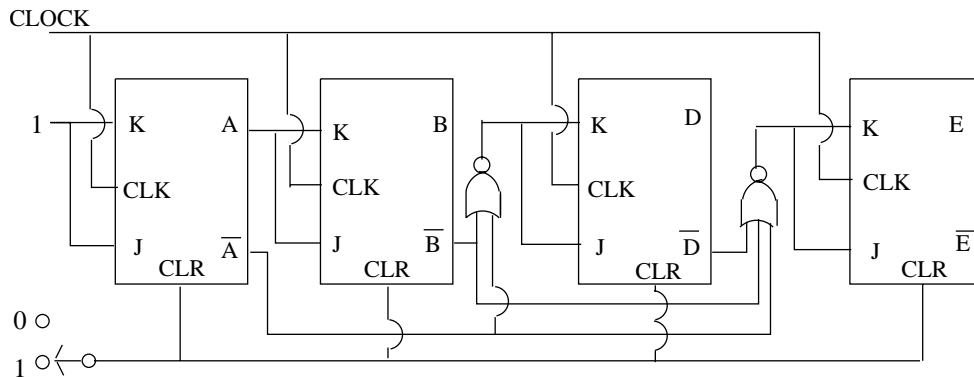 CLOCK
1 K A K B K D K E
CLK CLK CLK CLK
J A̅ J B̅ J D̅ J E̅
CLR CLR CLR CLR
0
1